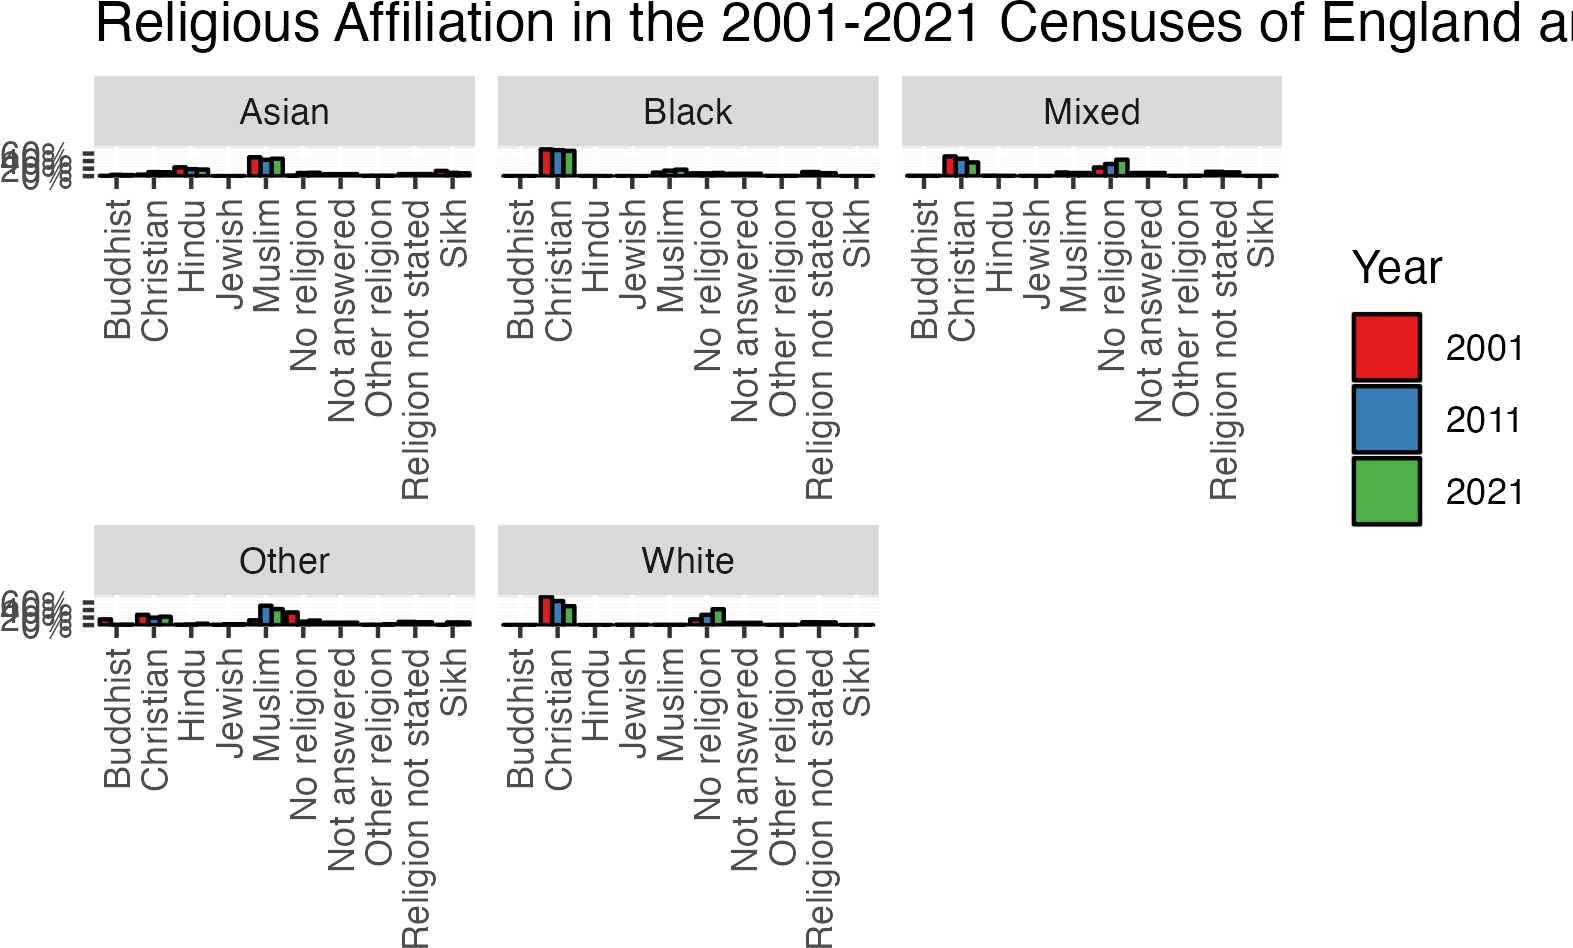 Religious Affiliation in the 2001-2021 Censuses of England
Asian
Black
Mixed
60%
0%
Buddhist
Christian
Hindu
Jewish
Muslim
No religion
Not answered
Other religion
Religion not stated
Sikh
Buddhist
Christian
Hindu
Jewish
Muslim
No religion
Not answered
Other religion
Religion not stated
Sikh
Buddhist
Christian
Hindu
Jewish
Muslim
No religion
Not answered
Other religion
Religion not stated
Sikh
Year
2001
2011
2021
Other
White
60%
0%
Buddhist
Christian
Hindu
Jewish
Muslim
No religion
Not answered
Other religion
Religion not stated
Sikh
Buddhist
Christian
Hindu
Jewish
Muslim
No religion
Not answered
Other religion
Religion not stated
Sikh